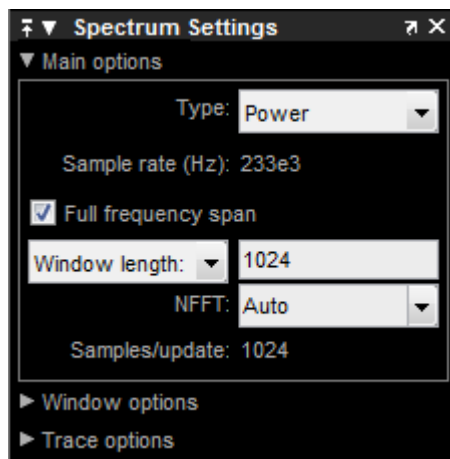 Spectrum Settings
Main options
Type: Power
Sample rate (Hz): 233e3
Full frequency span
Window length: 1024
NFFT: Auto
Samples/update: 1024
Window options
Trace options